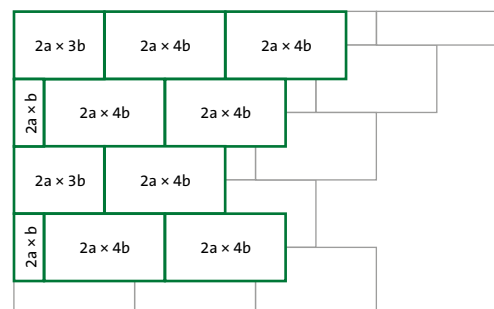 2a × 3b 2a × 4b 2a × 4b
2a × b 2a × 4b 2a × 4b
2a × 3b 2a × 4b
2a × b 2a × 4b 2a × 4b